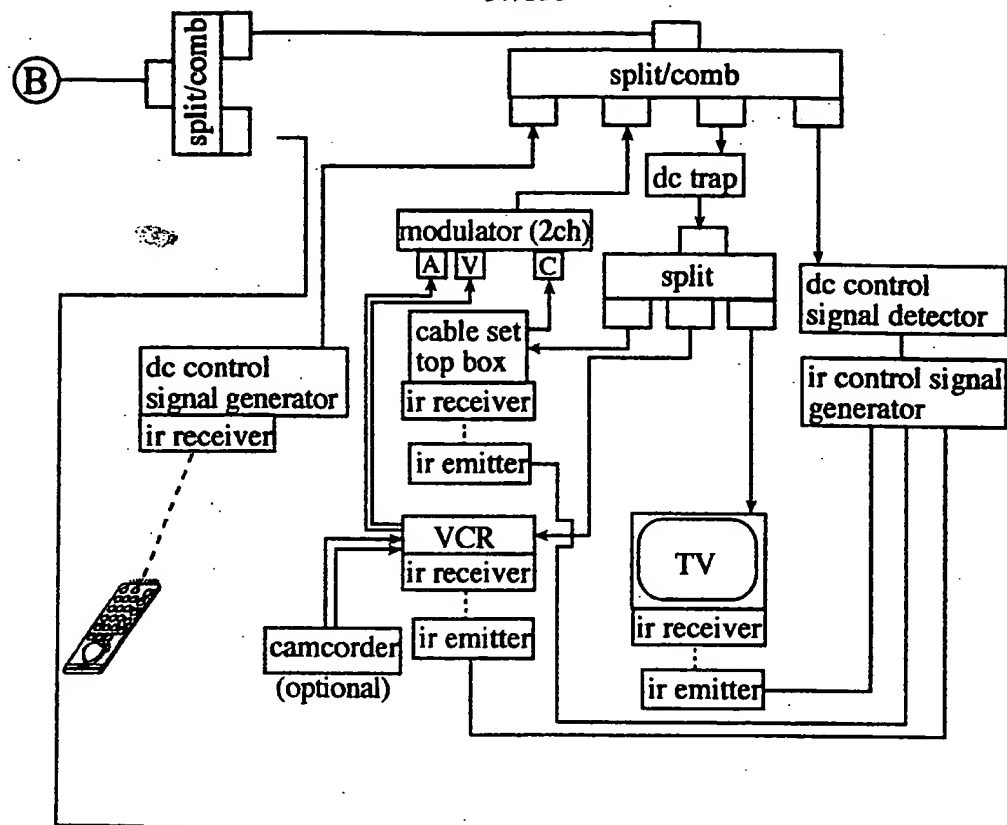 B
split/comb
split/comb
dc trap
modulator (2ch)
A V C
split
dc control
signal detector
cable set
top box
ir receiver
ir control signal
generator
dc control
signal generator
ir receiver
ir emitter
VCR
ir receiver
TV
ir receiver
camcorder
(optional)
ir emitter
ir emitter